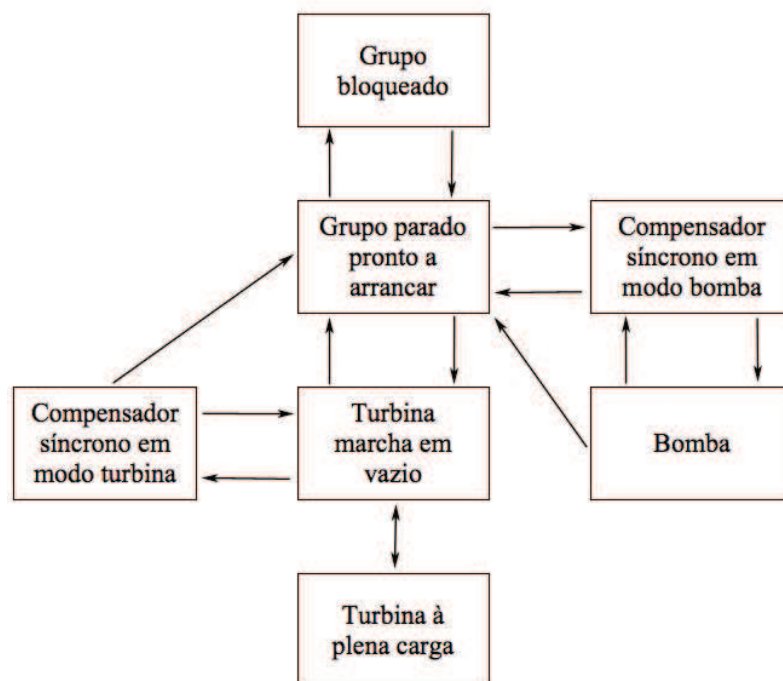 Grupo
bloqueado
Grupo parado
pronto a
arrancar
Compensador
síncrono em
modo bomba
Compensador
síncrono em
modo turbina
Turbina
marcha em
vazio
Bomba
Turbina à
plena carga